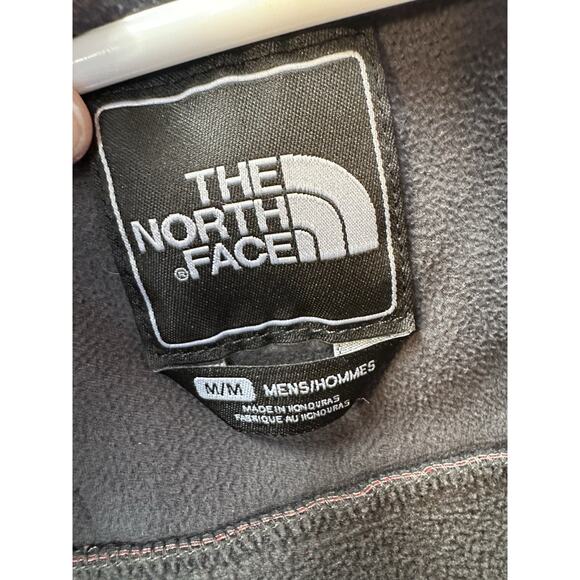 THE
NORTH
® FACE
M/M MENS/HOMMES
MADE IN HONDURAS
FABRIQUE AU HONDURAS